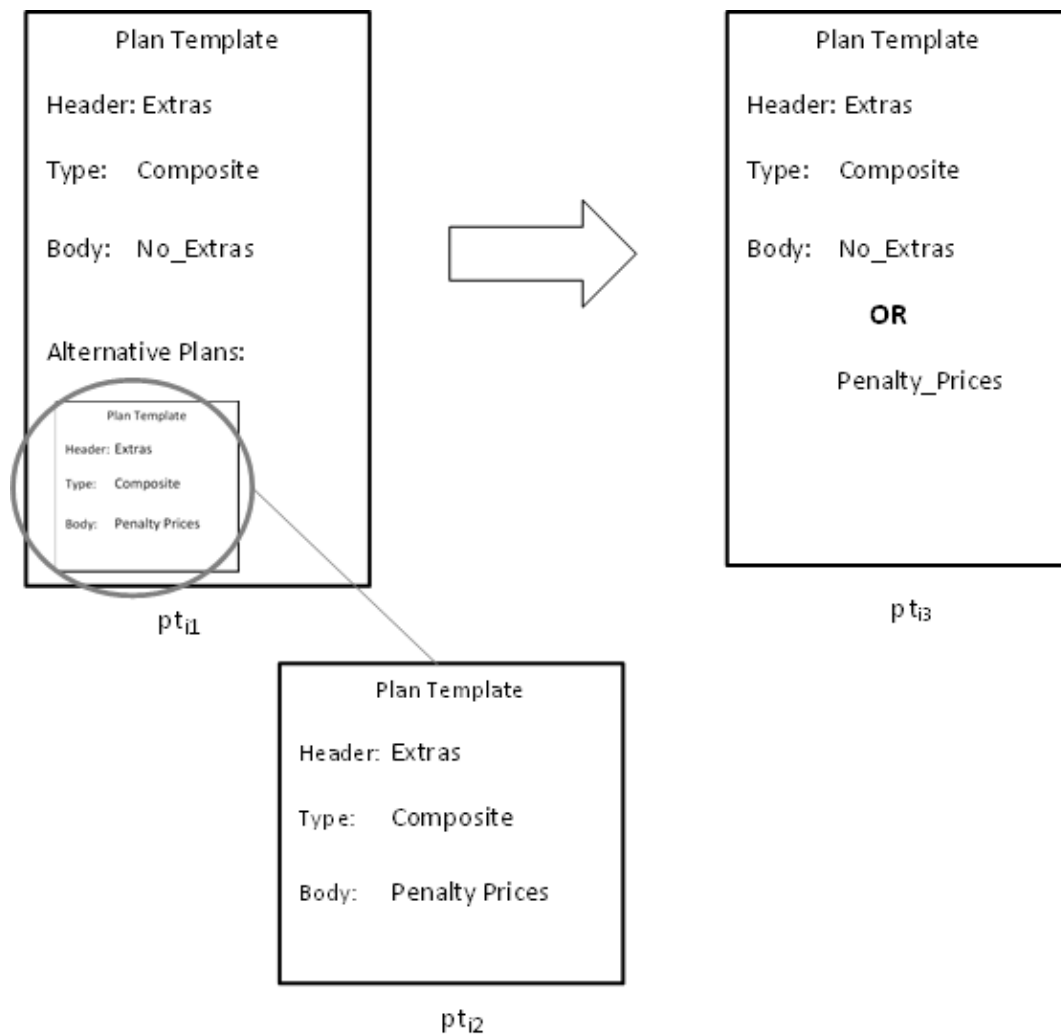 Plan Template
Header: Extras
Type: Composite
Body: No_Extras
Alternative Plans:
Plan Template
Header: Extras
Type: Composite
Body: Penalty Prices
pti1
Plan Template
Header: Extras
Type: Composite
Body: Penalty Prices
pti2
Plan Template
Header: Extras
Type: Composite
Body: No_Extras
OR
Penalty_Prices
pti3